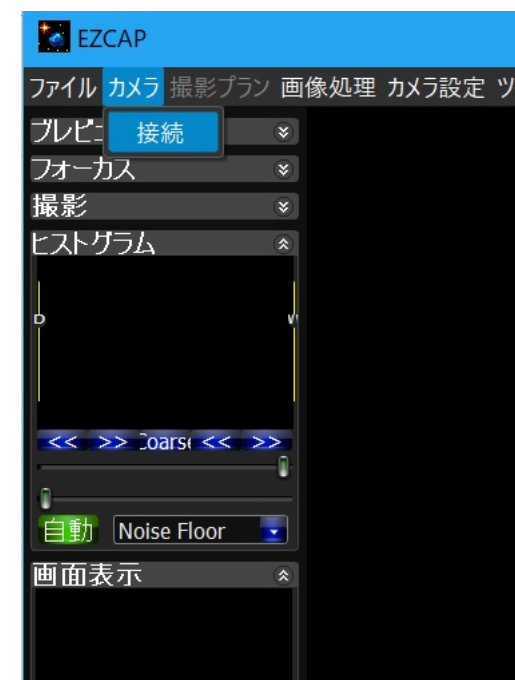 EZCAP
ファイル カメラ 撮影プラン 画像処理 カメラ設定
接続
フォーカス
撮影
ヒストグラム
D
<< >> Coarse << >>
自動 Noise Floor
画面表示